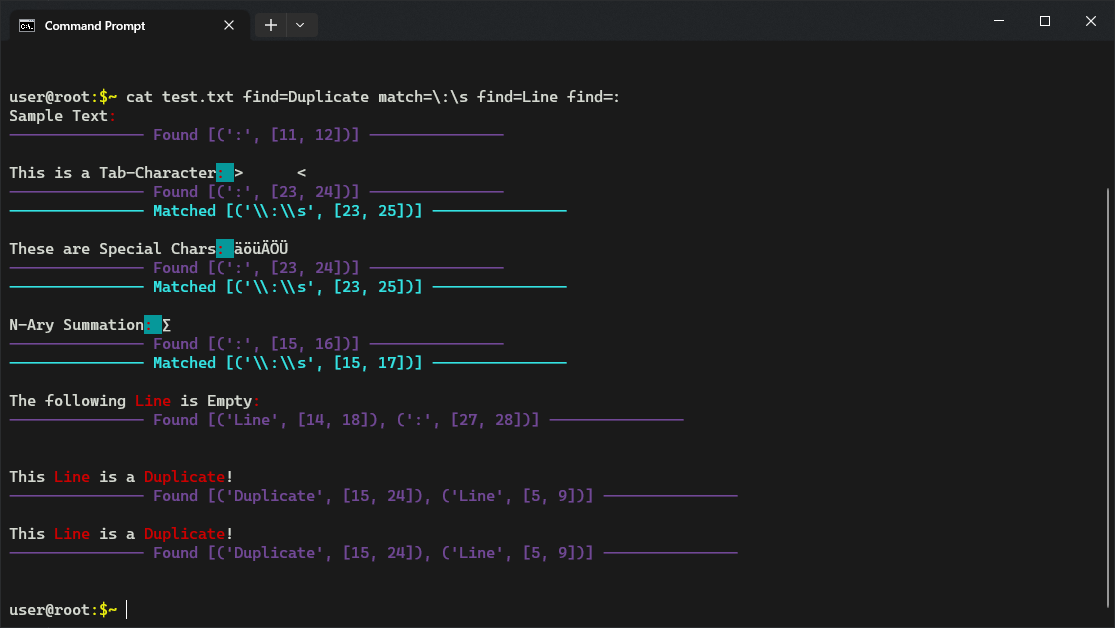 Command Prompt
user@root:$~ cat test.txt find=Duplicate match=\:\s find=Line find=:
Sample Text:
─────────────── Found [(':', [11, 12])] ───────────────
This is a Tab-Character: >      <
─────────────── Found [(':', [23, 24])] ───────────────
─────────────── Matched [('\\:\\s', [23, 25])] ───────────────
These are Special Chars: äöüÄÖÜ
─────────────── Found [(':', [23, 24])] ───────────────
─────────────── Matched [('\\:\\s', [23, 25])] ───────────────
N-Ary Summation: ∑
─────────────── Found [(':', [15, 16])] ───────────────
─────────────── Matched [('\\:\\s', [15, 17])] ───────────────
The following Line is Empty:
─────────────── Found [('Line', [14, 18]), (':', [27, 28])] ───────────────
This Line is a Duplicate!
─────────────── Found [('Duplicate', [15, 24]), ('Line', [5, 9])] ───────────────
This Line is a Duplicate!
─────────────── Found [('Duplicate', [15, 24]), ('Line', [5, 9])] ───────────────
user@root:$~